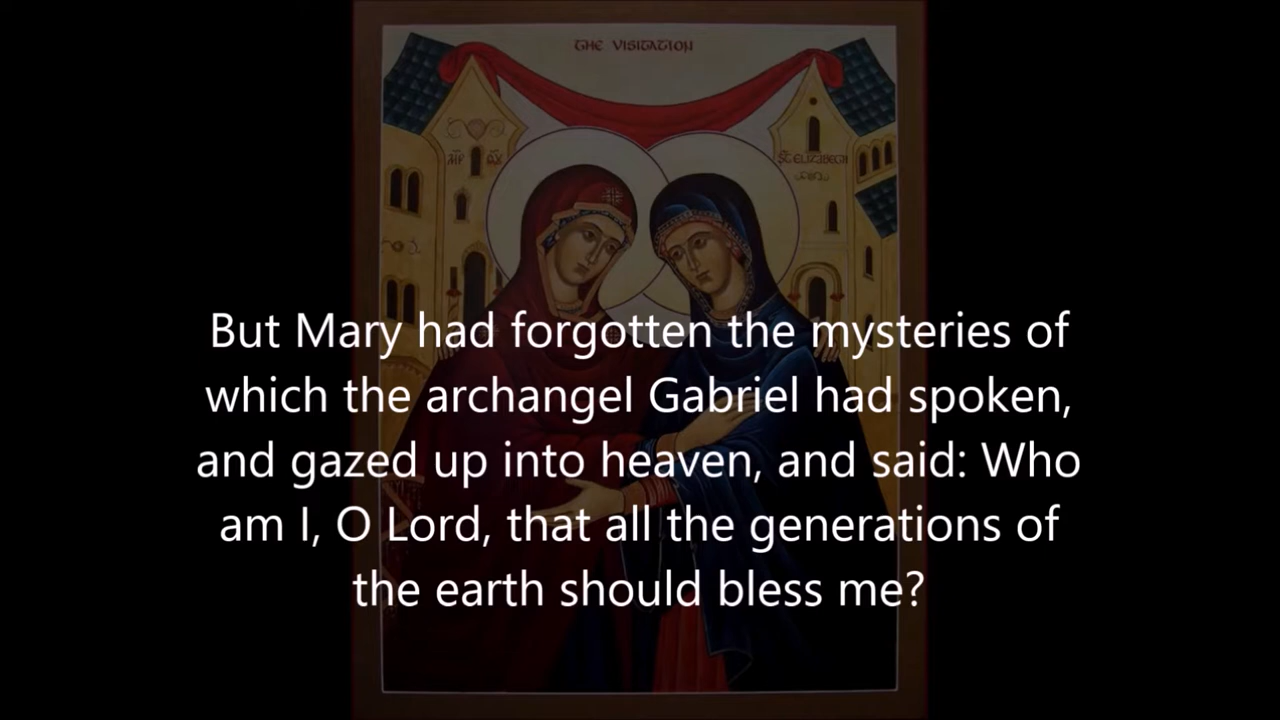 THE VISITATION
ST ELIZABETH
But Mary had forgotten the mysteries of
which the archangel Gabriel had spoken,
and gazed up into heaven, and said: Who
am I, O Lord, that all the generations of
the earth should bless me?